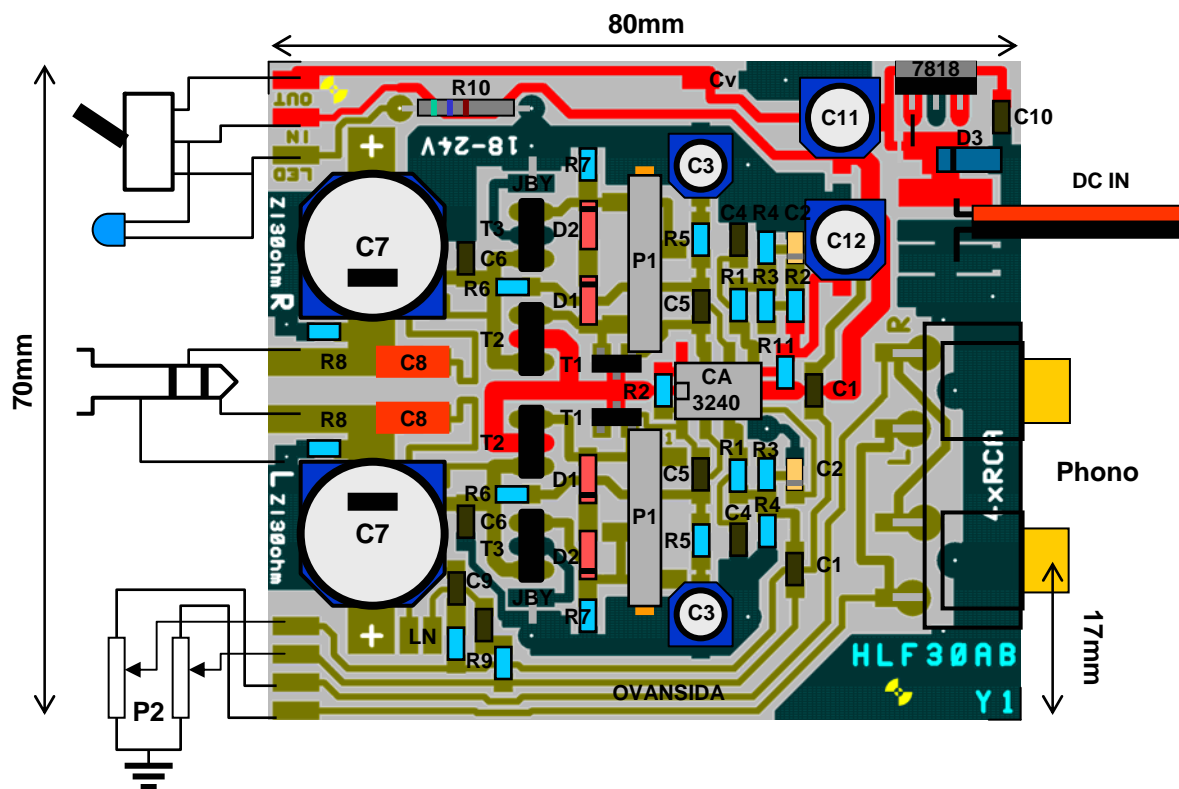 80mm
70mm
OUT
IN
LED
R10
Cv
7818
C11
C10
D3
DC IN
18-24V
JBY
R7
C3
C7
T3
D2
C6
P1
R5
C4
R4
C2
C12
Z130ohm R
R6
D1
C5
R1
R3
R2
T2
T1
R11
R
R8
C8
R2
CA
3240
C1
R8
C8
T2
T1
L
L Z130ohm
R6
D1
C5
R1
R3
C2
4xRCA
Phono
C7
C6
T3
D2
P1
R5
C4
R4
C1
C9
JBY
R7
C3
LN
R9
17mm
HLF30AB
OVANSIDA
Y1
P2